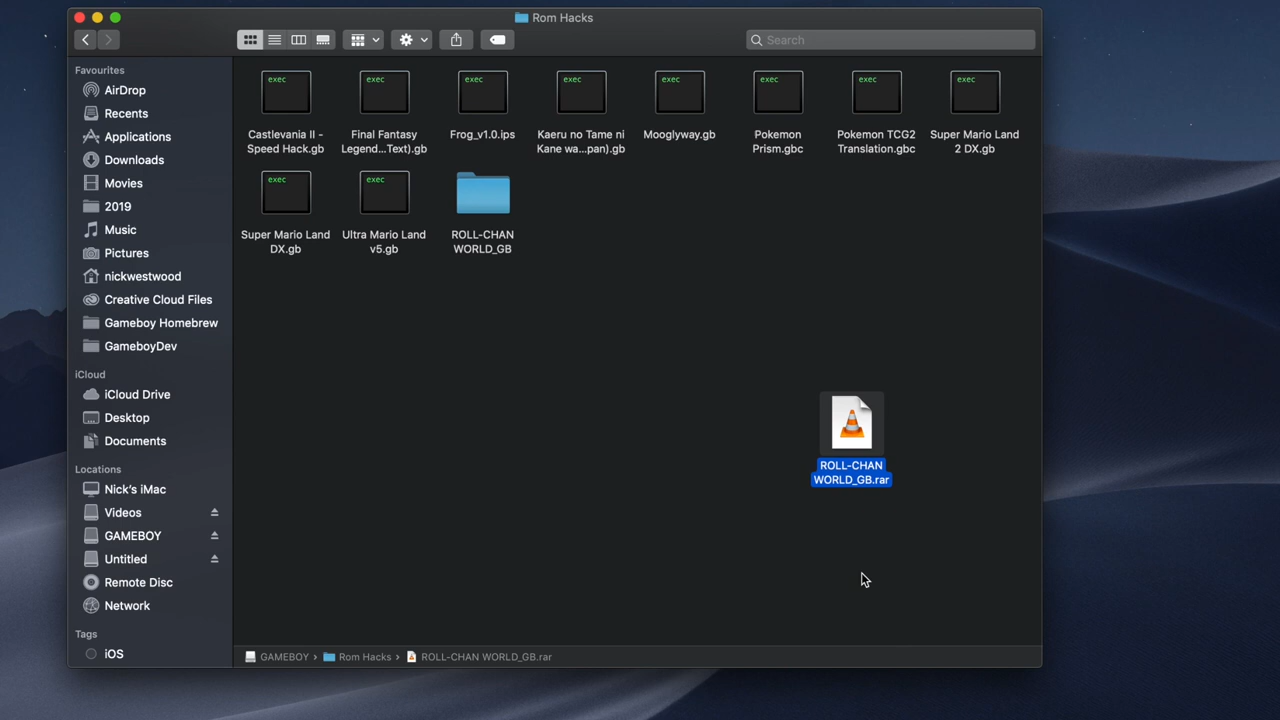 Rom Hacks
Search
Favourites
AirDrop
Recents
Applications
Downloads
Movies
2019
Music
Pictures
nickwestwood
Creative Cloud Files
Gameboy Homebrew
GameboyDev
iCloud
iCloud Drive
Desktop
Documents
Locations
Nick's iMac
Videos
GAMEBOY
Untitled
Remote Disc
Network
Tags
iOS
exec exec exec exec exec exec exec exec
Castlevania II -
Speed Hack.gb
Final Fantasy
Legend...Text).gb
Frog_v1.0.ips
Kaeru no Tame ni
Kane wa...pan).gb
Mooglyway.gb
Pokemon
Prism.gbc
Pokemon TCG2
Translation.gbc
Super Mario Land
2 DX.gb
exec exec
Super Mario Land
DX.gb
Ultra Mario Land
v5.gb
ROLL-CHAN
WORLD_GB
ROLL-CHAN
WORLD_GB.rar
GAMEBOY › Rom Hacks › ROLL-CHAN WORLD_GB.rar